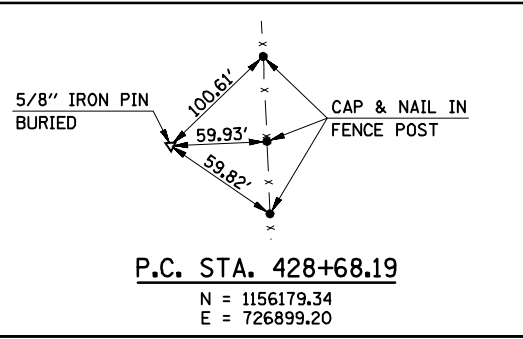 100.61'
5/8" IRON PIN
BURIED
CAP & NAIL IN
FENCE POST
59.93'
59.82'
P.C. STA. 428+68.19
N = 1156179.34
E = 726899.20